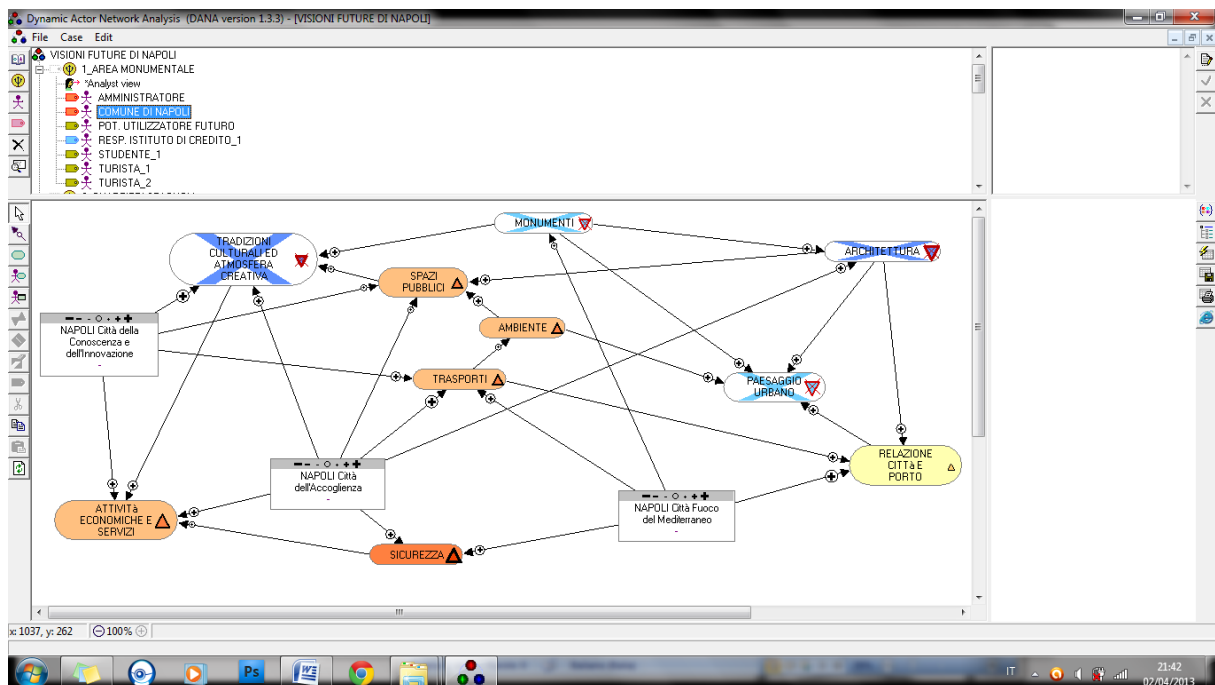 Dynamic Actor Network Analysis (DANA version 1.3.3) - [VISIONI FUTURE DI NAPOLI]
File Case Edit
VISIONI FUTURE DI NAPOLI
1_AREA MONUMENTALE
*Analyst view
AMMINISTRATORE
COMUNE DI NAPOLI
POT. UTILIZZATORE FUTURO
RESP. ISTITUTO DI CREDITO_1
STUDENTE_1
TURISTA_1
TURISTA_2
MONUMENTI
TRADIZIONI
CULTURALI ED
ATMOSFERA
CREATIVA
ARCHITETTURA
SPAZI
PUBBLICI
AMBIENTE
NAPOLI Città della
Conoscenza e
dell'Innovazione
-
TRASPORTI
PAESAGGIO
URBANO
RELAZIONE
CITTà E
PORTO
NAPOLI Città
dell'Accoglienza
-
NAPOLI Città Fuoco
del Mediterraneo
-
ATTIVITà
ECONOMICHE E
SERVIZI
SICUREZZA
x: 1037, y: 262 100%
Ps
W
IT
21:42
02/04/2013